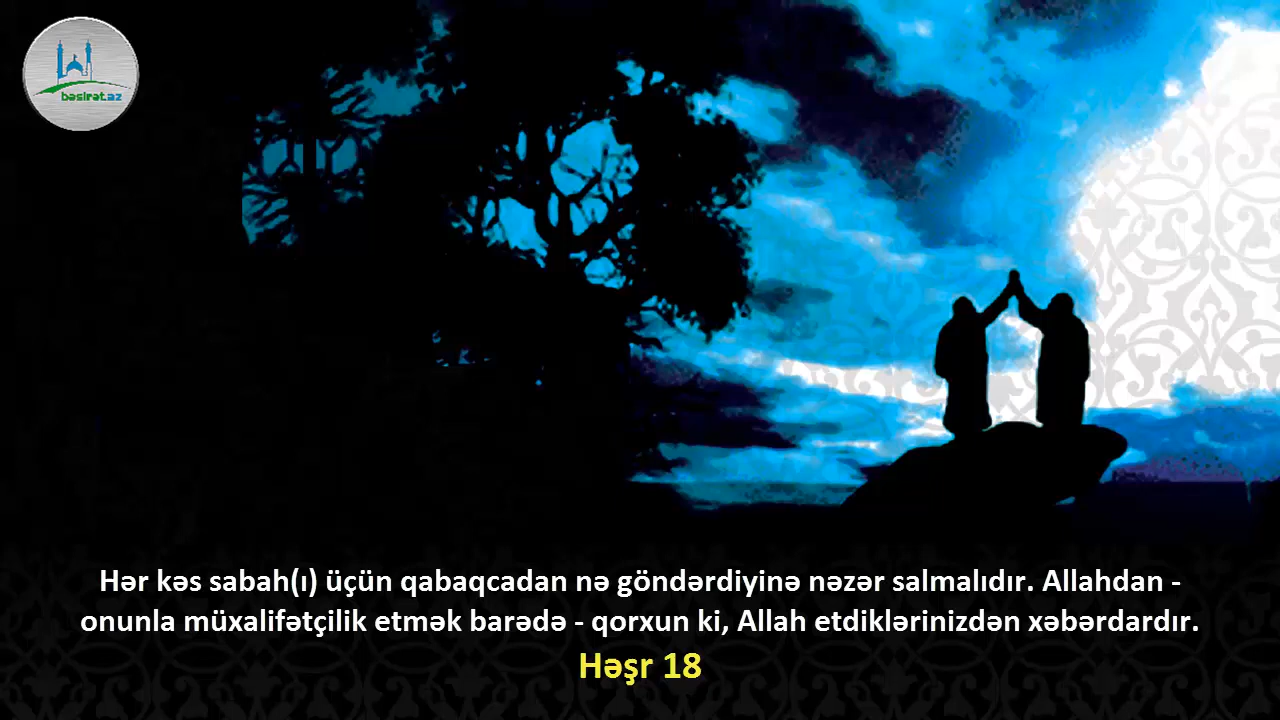 bəsirət.az
Hər kəs sabah(ı) üçün qabaqcadan nə göndərdiyinə nəzər salmalıdır. Allahdan -
onunla müxalifətçilik etmək barədə - qorxun ki, Allah etdiklərinizdən xəbərdardır.
Həşr 18